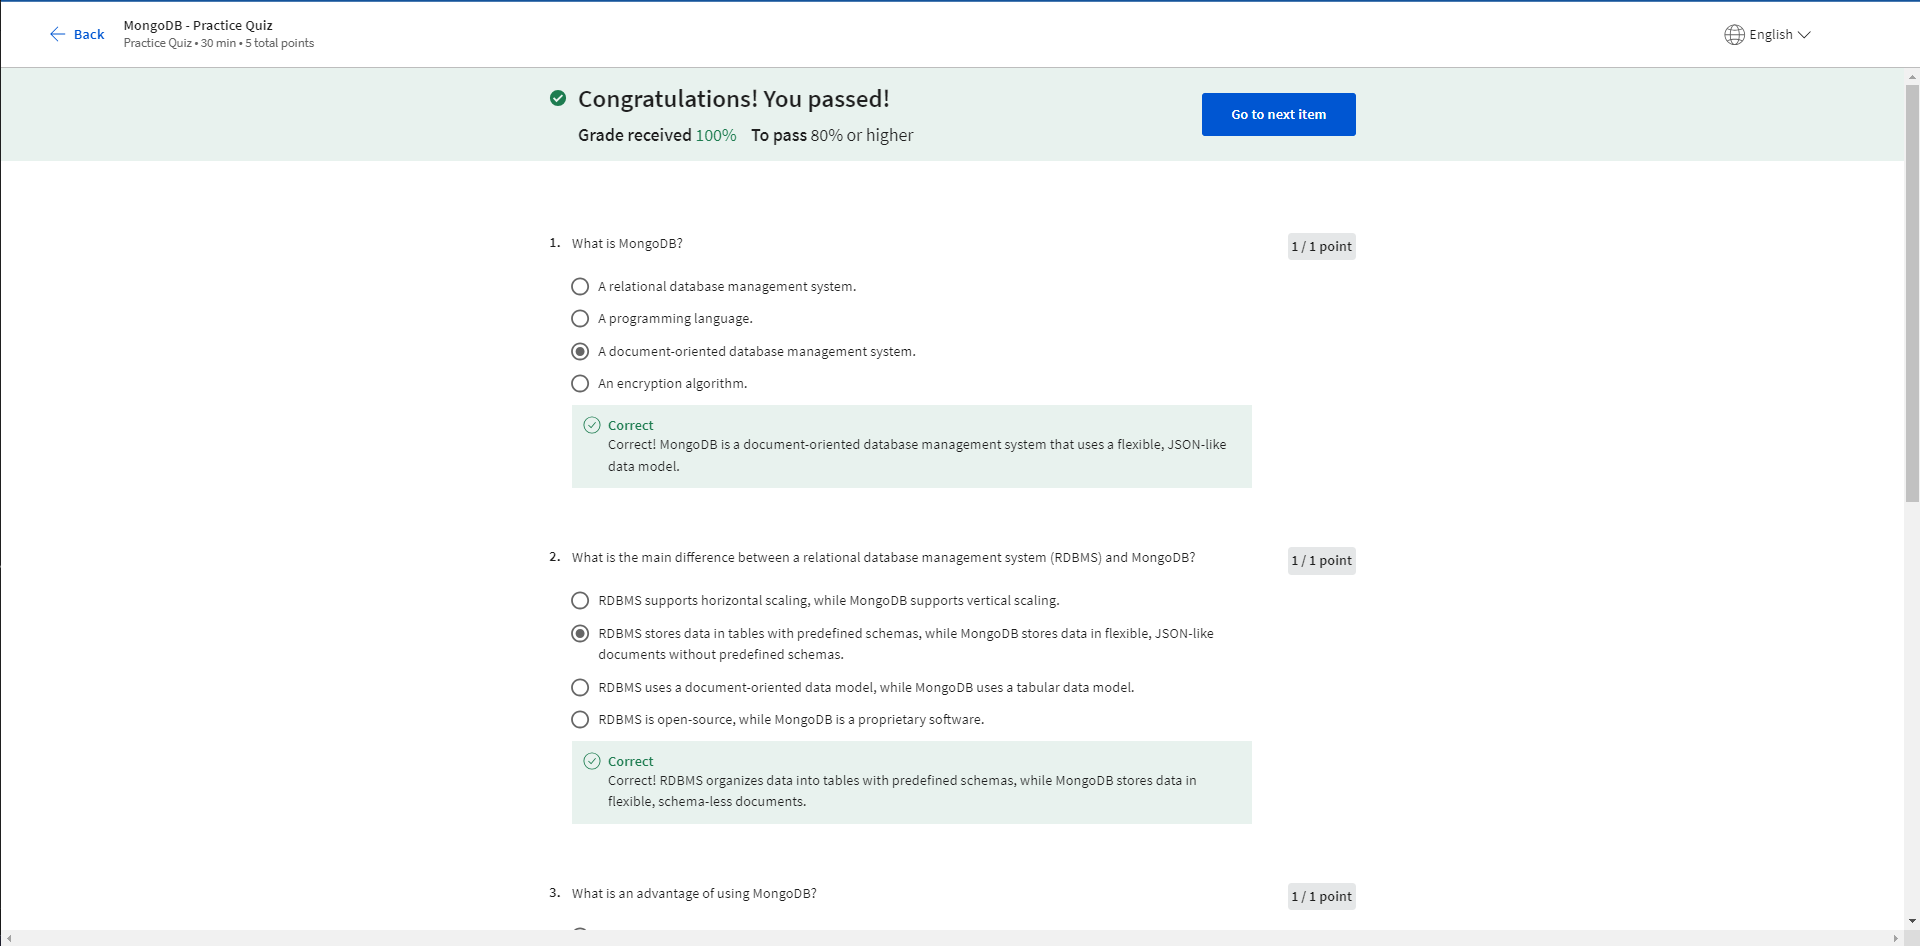 Back
MongoDB - Practice Quiz
Practice Quiz • 30 min • 5 total points
English
Congratulations! You passed!
Grade received 100% To pass 80% or higher
Go to next item
1. What is MongoDB?
1 / 1 point
A relational database management system.
A programming language.
A document-oriented database management system.
An encryption algorithm.
Correct
Correct! MongoDB is a document-oriented database management system that uses a flexible, JSON-like
data model.
2. What is the main difference between a relational database management system (RDBMS) and MongoDB?
1 / 1 point
RDBMS supports horizontal scaling, while MongoDB supports vertical scaling.
RDBMS stores data in tables with predefined schemas, while MongoDB stores data in flexible, JSON-like
documents without predefined schemas.
RDBMS uses a document-oriented data model, while MongoDB uses a tabular data model.
RDBMS is open-source, while MongoDB is a proprietary software.
Correct
Correct! RDBMS organizes data into tables with predefined schemas, while MongoDB stores data in
flexible, schema-less documents.
3. What is an advantage of using MongoDB?
1 / 1 point